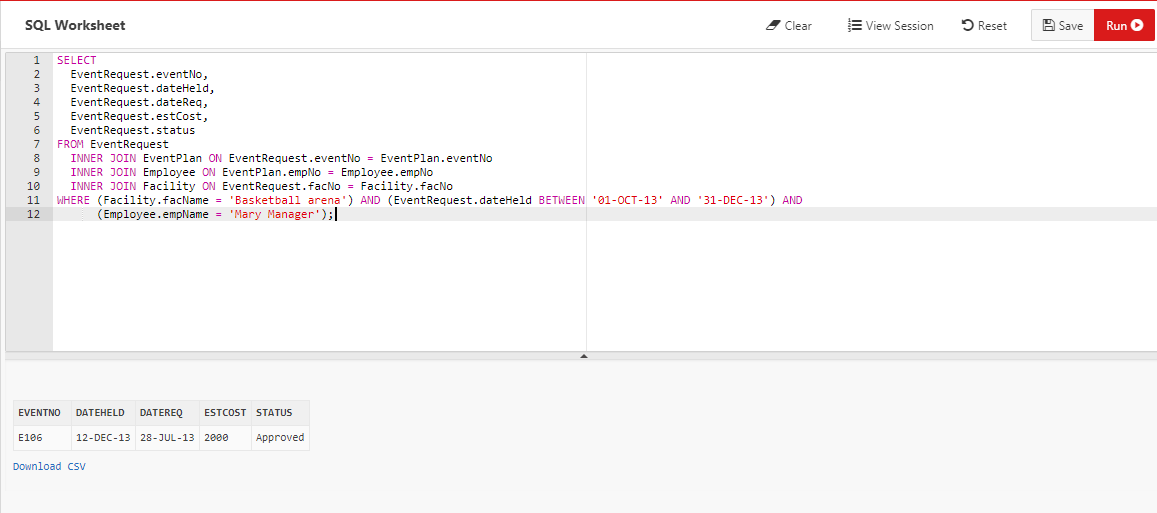 SQL Worksheet
Clear
View Session
Reset
Save
Run
1 SELECT
2 EventRequest.eventNo,
3 EventRequest.dateHeld,
4 EventRequest.dateReq,
5 EventRequest.estCost,
6 EventRequest.status
7 FROM EventRequest
8 INNER JOIN EventPlan ON EventRequest.eventNo = EventPlan.eventNo
9 INNER JOIN Employee ON EventPlan.empNo = Employee.empNo
10 INNER JOIN Facility ON EventRequest.facNo = Facility.facNo
11 WHERE (Facility.facName = 'Basketball arena') AND (EventRequest.dateHeld BETWEEN '01-OCT-13' AND '31-DEC-13') AND
12 (Employee.empName = 'Mary Manager');
EVENTNO DATEHELD DATEREQ ESTCOST STATUS
E106 12-DEC-13 28-JUL-13 2000 Approved
Download CSV